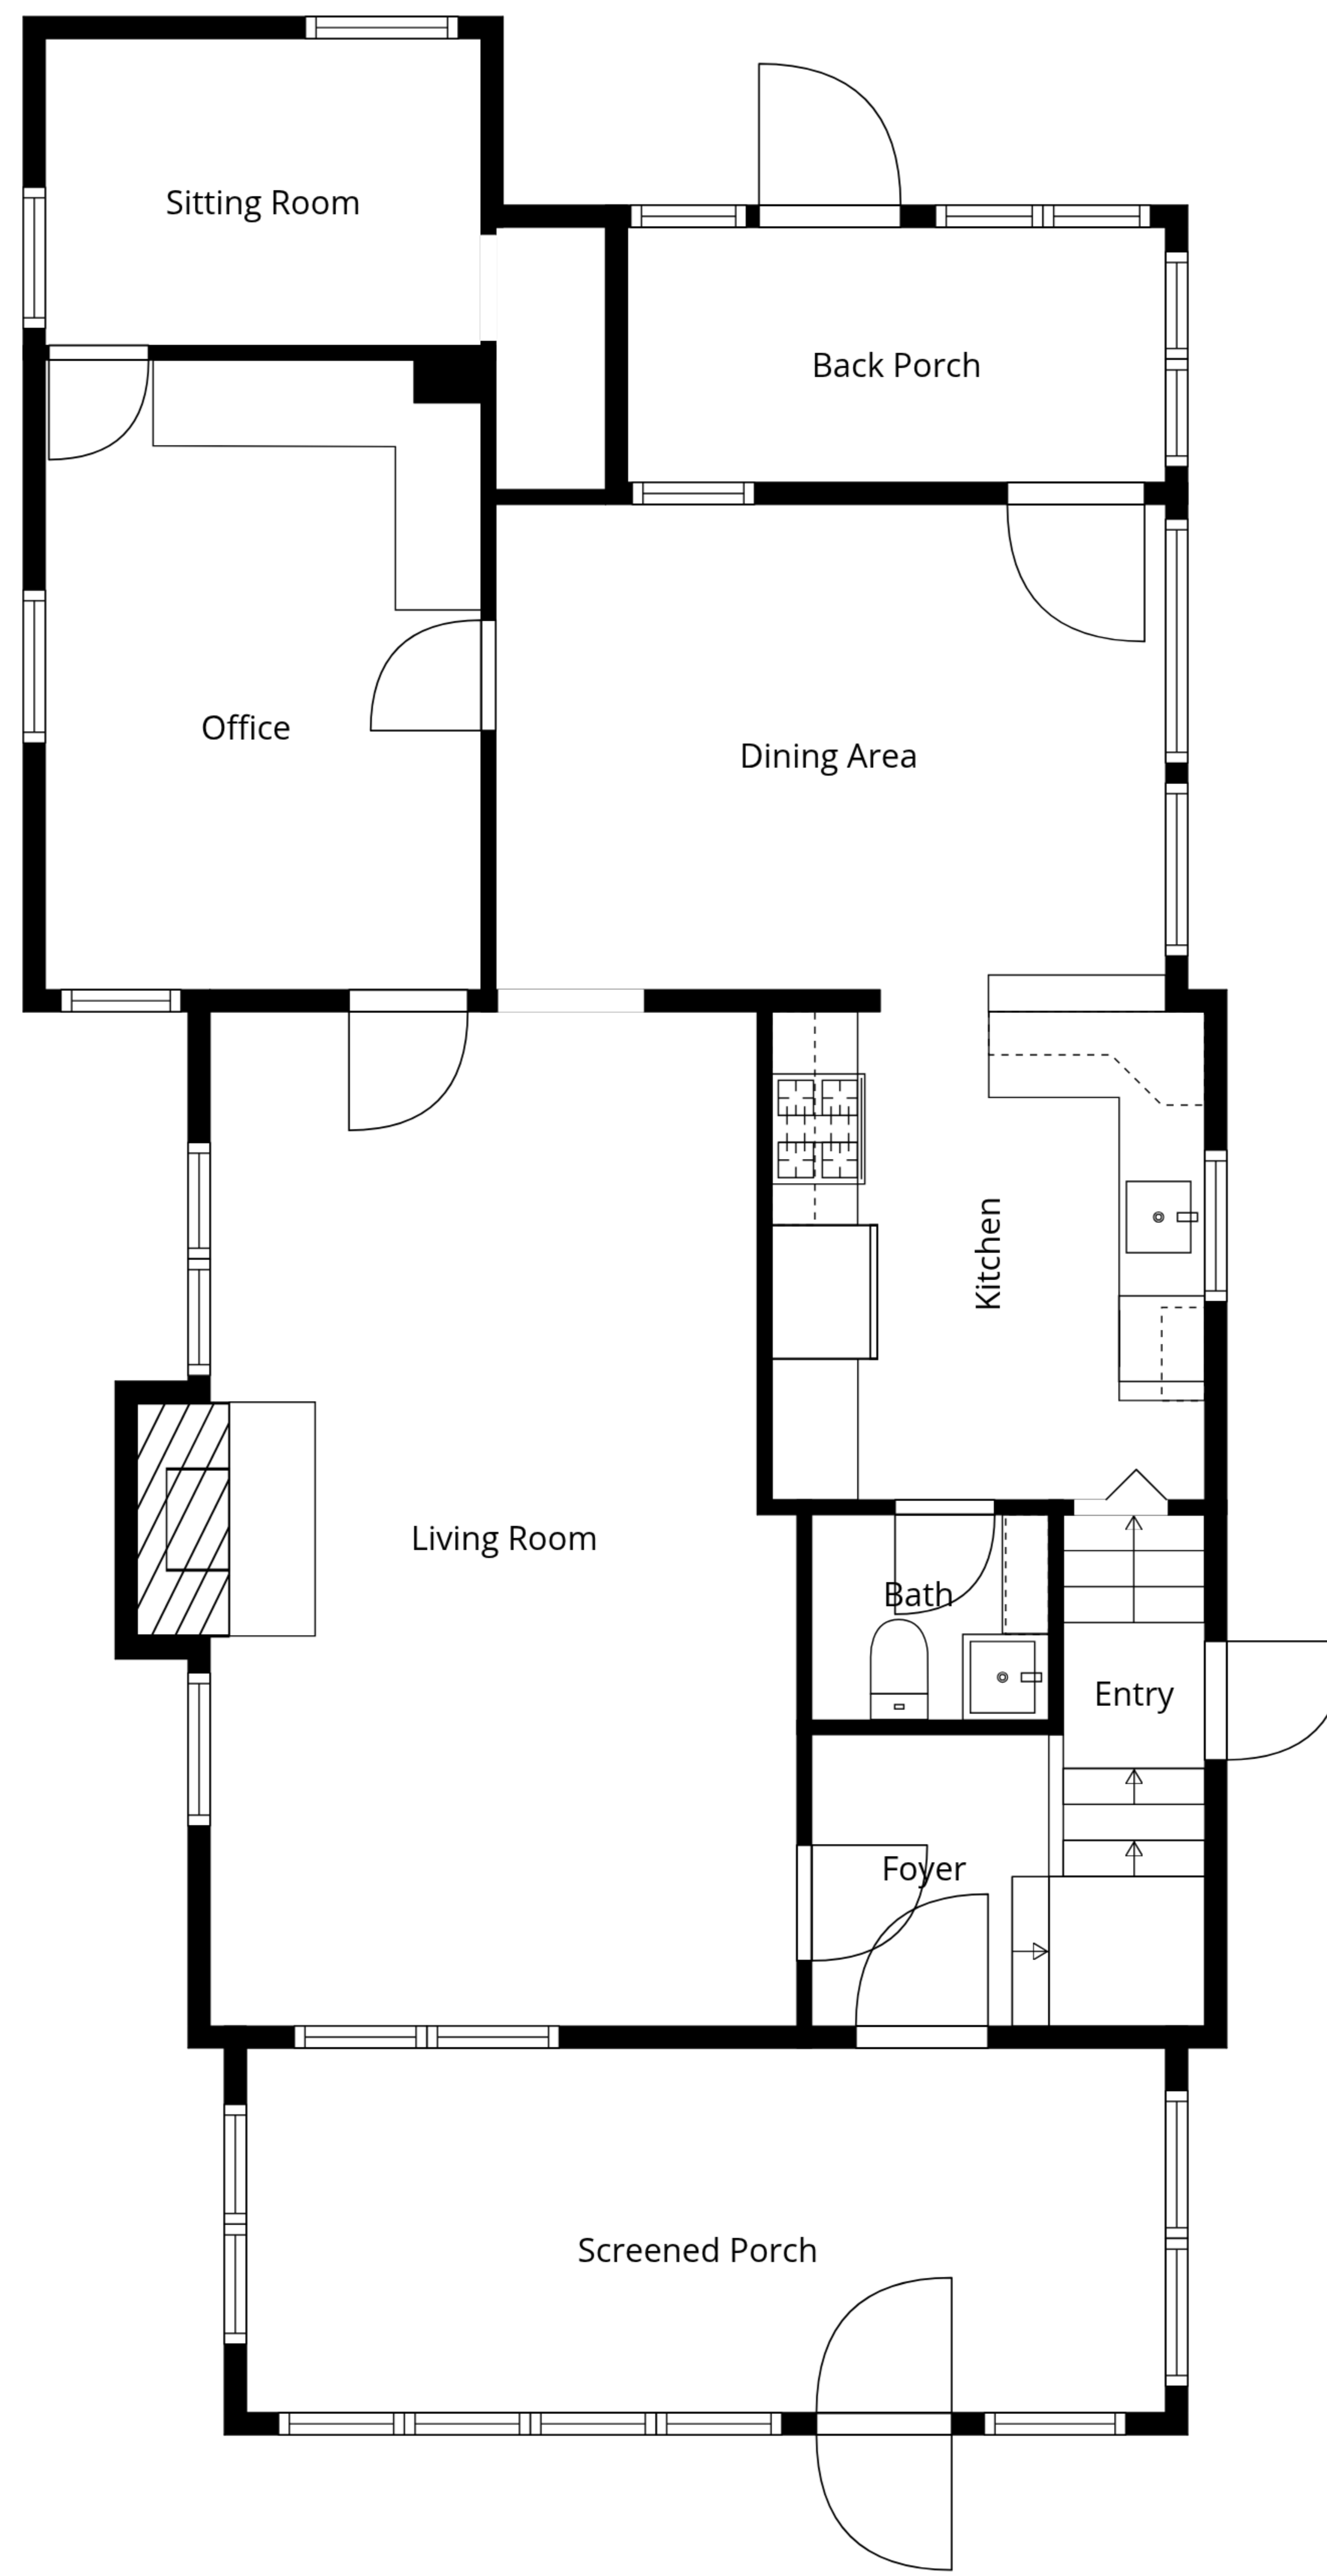 Sitting Room
Back Porch
Office
Dining Area
Kitchen
Living Room
Bath
Entry
Foyer
Screened Porch